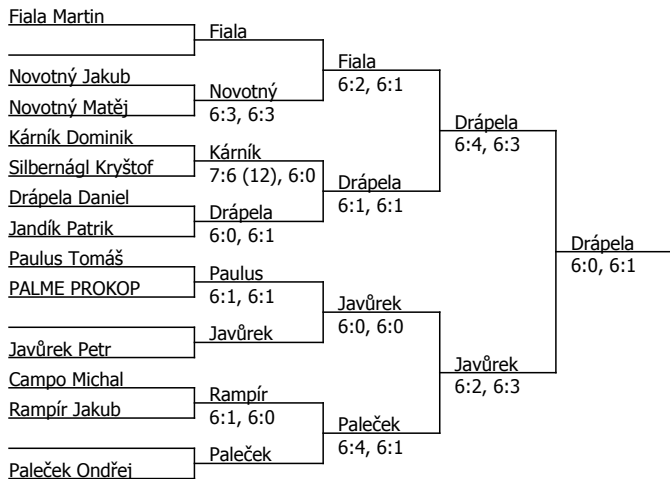 Fiala Martin
Fiala
Fiala
6:2, 6:1
Novotný Jakub
Novotný
6:3, 6:3
Novotný Matěj
Drápela
6:4, 6:3
Kárník Dominik
Kárník
7:6 (12), 6:0
Silbernágl Kryštof
Drápela
6:1, 6:1
Drápela Daniel
Drápela
6:0, 6:1
Jandík Patrik
Drápela
6:0, 6:1
Paulus Tomáš
Paulus
6:1, 6:1
PALME PROKOP
Javůrek
6:0, 6:0
Javůrek
Javůrek Petr
Javůrek
6:2, 6:3
Campo Michal
Rampír
6:1, 6:0
Rampír Jakub
Paleček
6:4, 6:1
Paleček
Paleček Ondřej